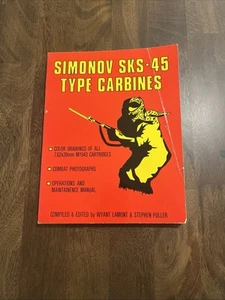 SIMONOV SKS·45
TYPE CARBINES
COLOR DRAWINGS OF ALL
7.62x39mm M1943 CARTRIDGES
COMBAT PHOTOGRAPHS
OPERATIONS AND
MAINTAINENCE MANUAL
COMPILED & EDITED by WYANT LAMONT & STEPHEN FULLER